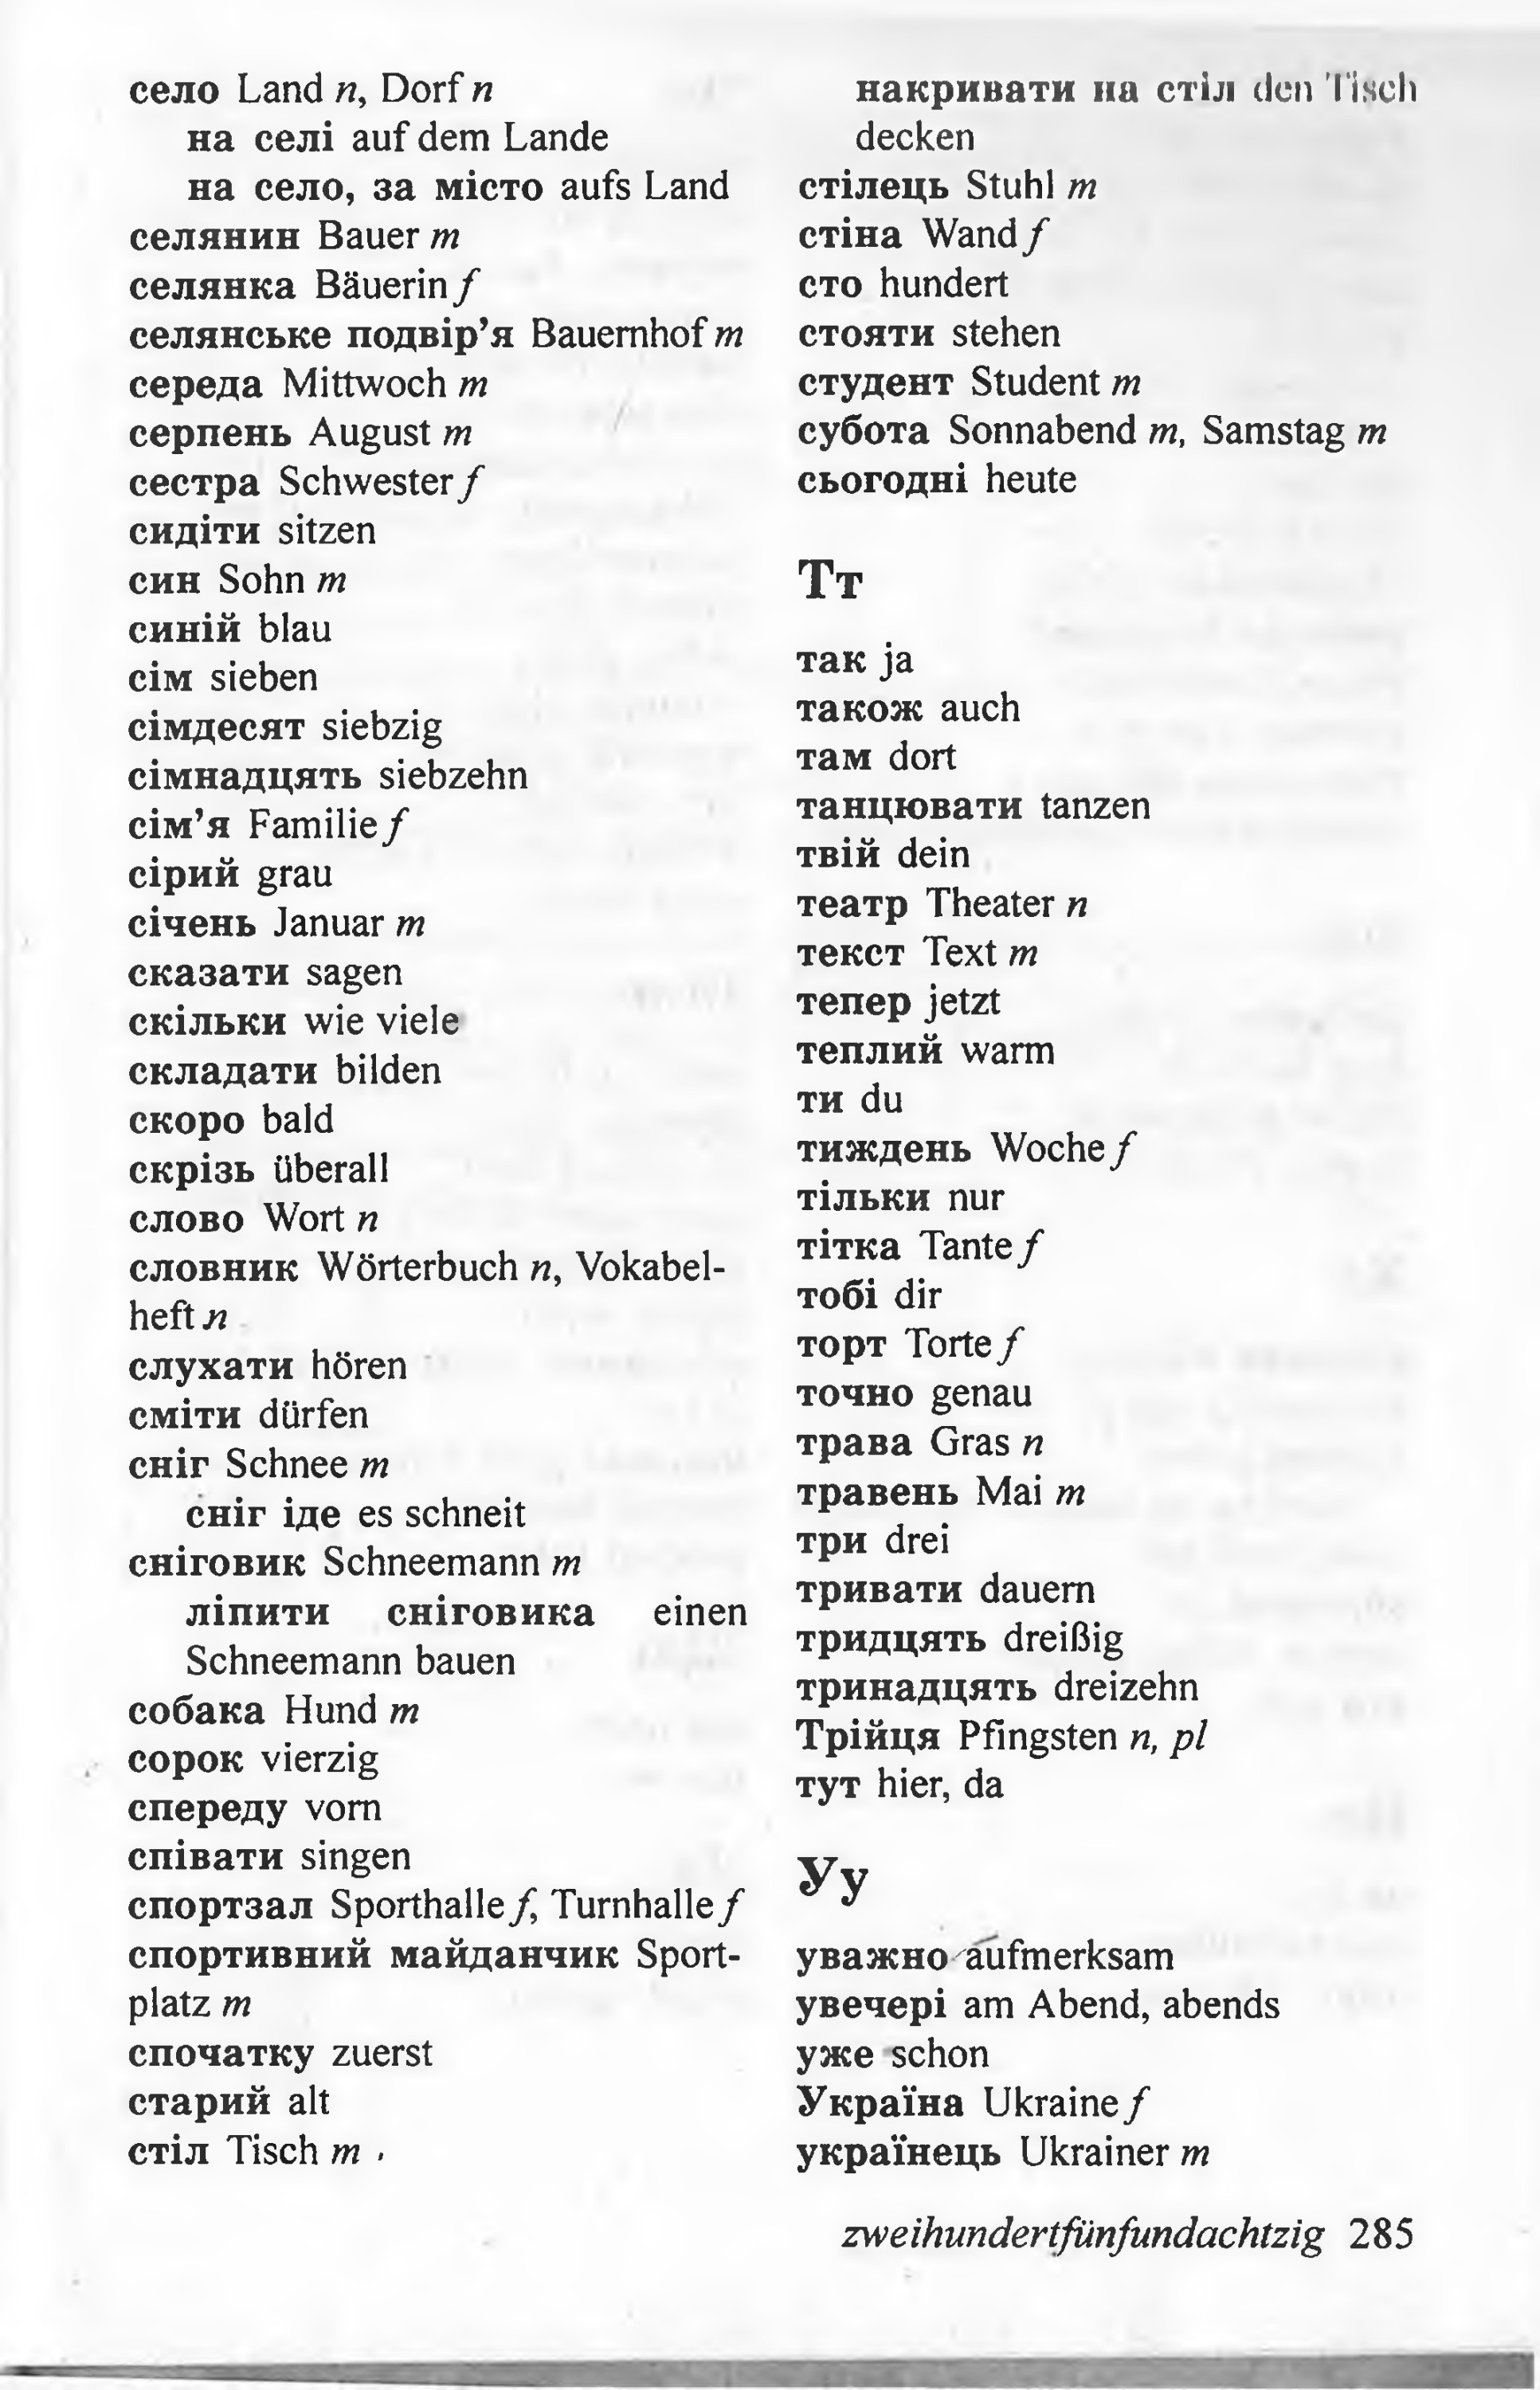 село Land n, Dorf n
на селі auf dem Lande
на село, за місто aufs Land
селянин Bauer m
селянка Bäuerin f
селянське подвір’я Bauernhof m
середа Mittwoch m
серпень August m
сестра Schwester f
сидіти sitzen
син Sohn m
синій blau
сім sieben
сімдесят siebzig
сімнадцять siebzehn
сім’я Familie f
сірий grau
січень Januar m
сказати sagen
скільки wie viele
складати bilden
скоро bald
скрізь überall
слово Wort n
словник Wörterbuch n, Vokabel-
heft n
слухати hören
сміти dürfen
сніг Schnee m
сніг іде es schneit
сніговик Schneemann m
ліпити сніговика einen
Schneemann bauen
собака Hund m
сорок vierzig
спереду vorn
співати singen
спортзал Sporthalle f, Turnhalle f
спортивний майданчик Sport-
platz m
спочатку zuerst
старий alt
стіл Tisch m
накривати на стіл den Tisch
decken
стілець Stuhl m
стіна Wand f
сто hundert
стояти stehen
студент Student m
субота Sonnabend m, Samstag m
сьогодні heute
Тт
так ja
також auch
там dort
танцювати tanzen
твій dein
театр Theater n
текст Text m
тепер jetzt
теплий warm
ти du
тиждень Woche f
тільки nur
тітка Tante f
тобі dir
торт Torte f
точно genau
трава Gras n
травень Mai m
три drei
тривати dauern
тридцять dreißig
тринадцять dreizehn
Трійця Pfingsten n, pl
тут hier, da
Уу
уважно aufmerksam
увечері am Abend, abends
уже schon
Україна Ukraine f
українець Ukrainer m
zweihundertfünfundachtzig 285